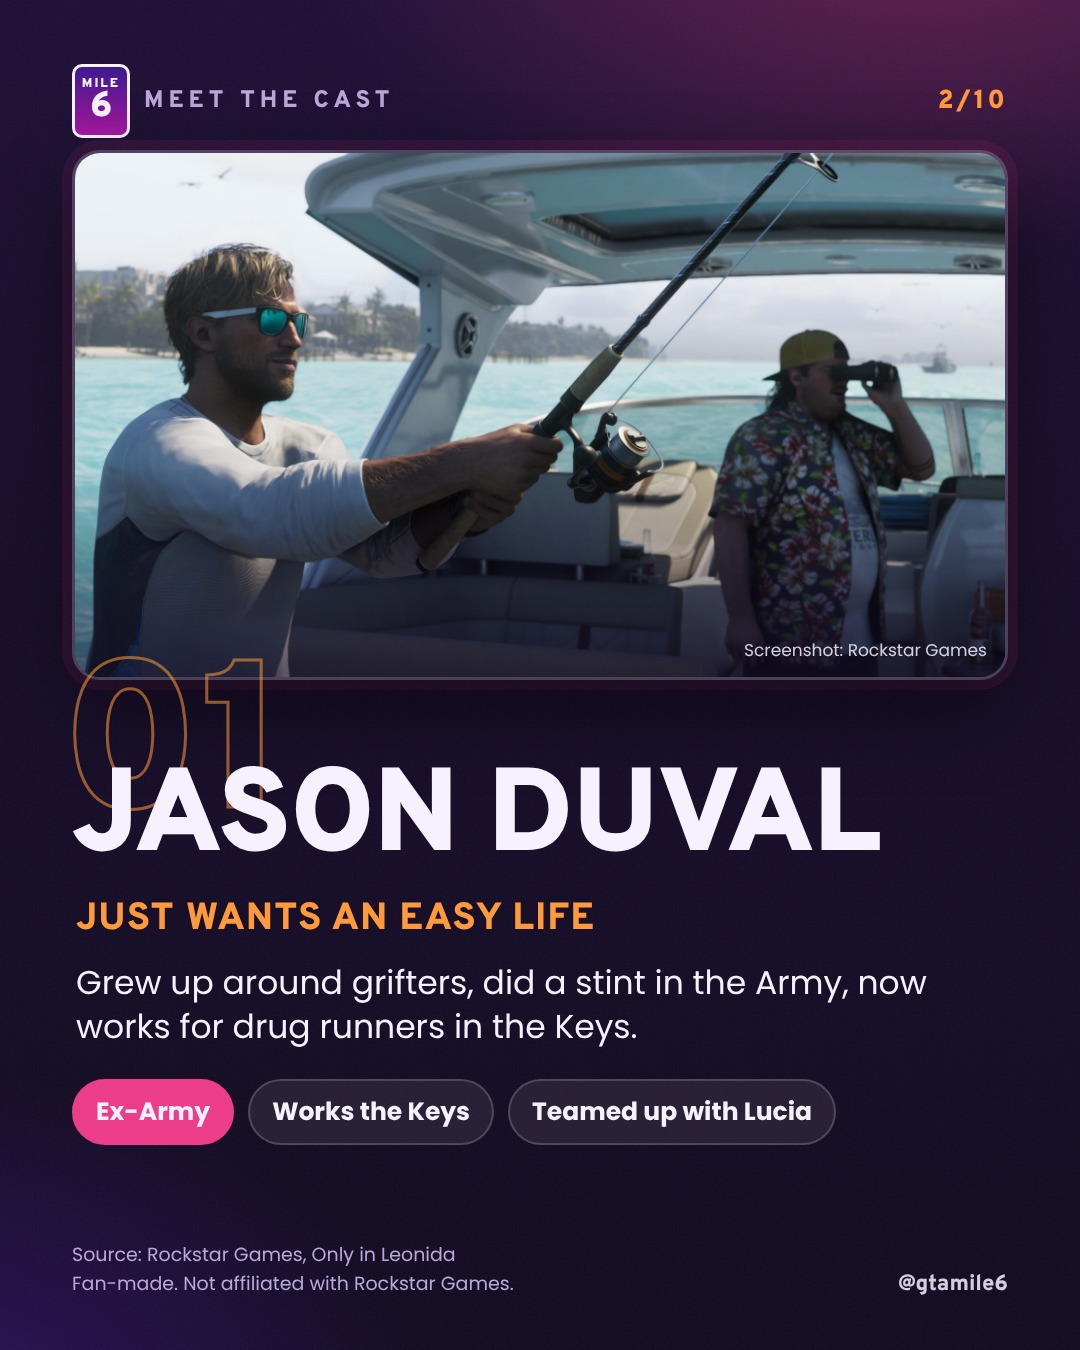 MILE
6
MEET THE CAST
2/10
Screenshot: Rockstar Games
01
JASON DUVAL
JUST WANTS AN EASY LIFE
Grew up around grifters, did a stint in the Army, now
works for drug runners in the Keys.
Ex-Army
Works the Keys
Teamed up with Lucia
Source: Rockstar Games, Only in Leonida
Fan-made. Not affiliated with Rockstar Games.
@gtamile6